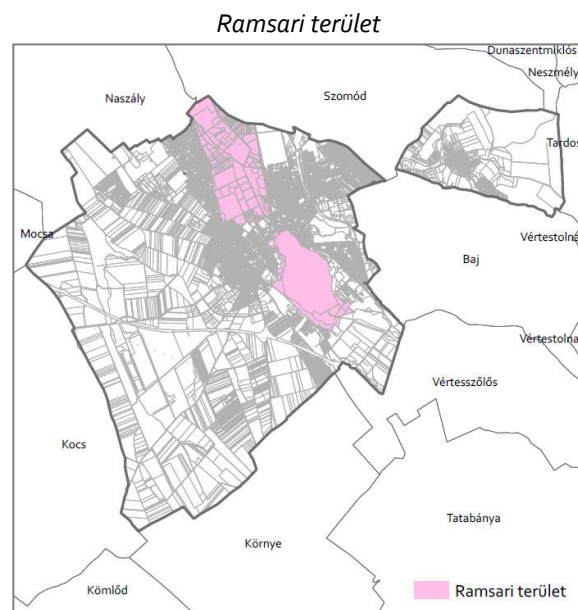 Ramsari terület
Dunaszentmiklós
Neszmély
Naszály
Szomód
Tardos
Mocsa
Vértestolna
Baj
Vértestolna
Vértesszőlős
Kocs
Tatabánya
Környe
Kömlőd
Ramsari terület